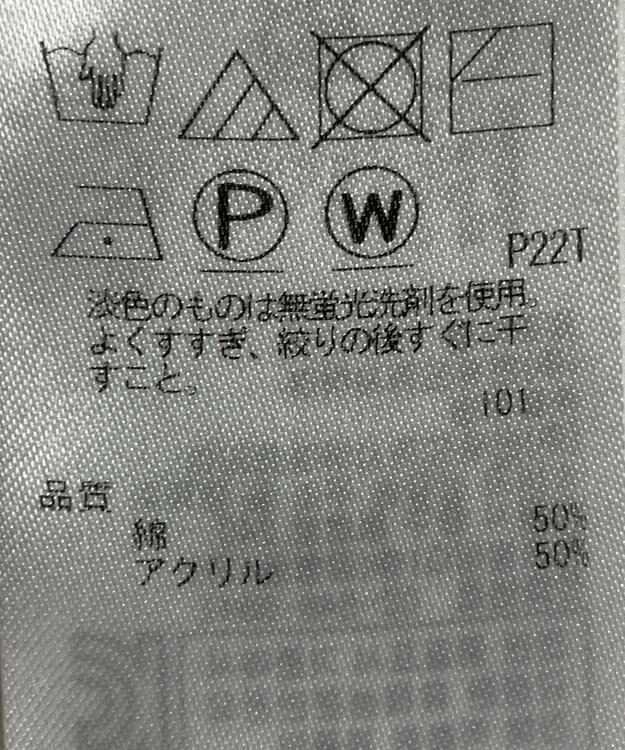 P W
P22T
淡色のものは無蛍光洗剤を使用。
よくすすぎ、絞りの後すぐに干
すこと。
101
品質
綿 50%
アクリル 50%